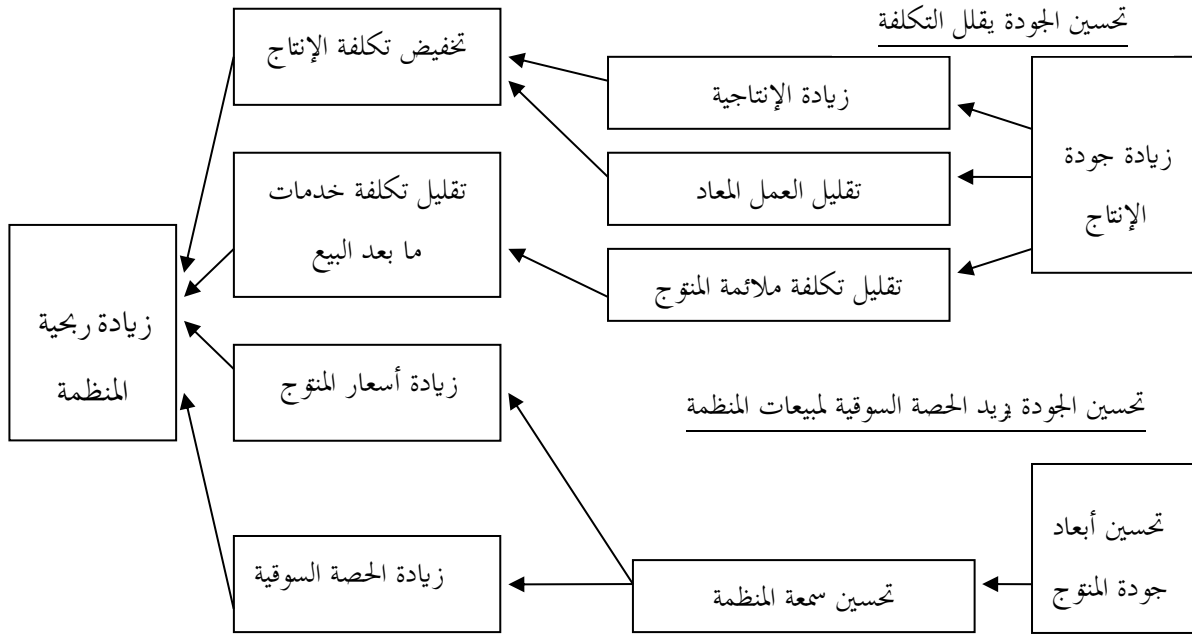 تحسين الجودة يقلل التكلفة
زيادة جودة
الإنتاج
زيادة الإنتاجية
تقليل العمل المعاد
تقليل تكلفة ملائمة المنتوج
تخفيض تكلفة الإنتاج
تقليل تكلفة خدمات
ما بعد البيع
زيادة أسعار المنتوج
زيادة ربحية
المنظمة
تحسين الجودة يزيد الحصة السوقية لمبيعات المنظمة
تحسين أبعاد
جودة المنتوج
تحسين سمعة المنظمة
زيادة الحصة السوقية